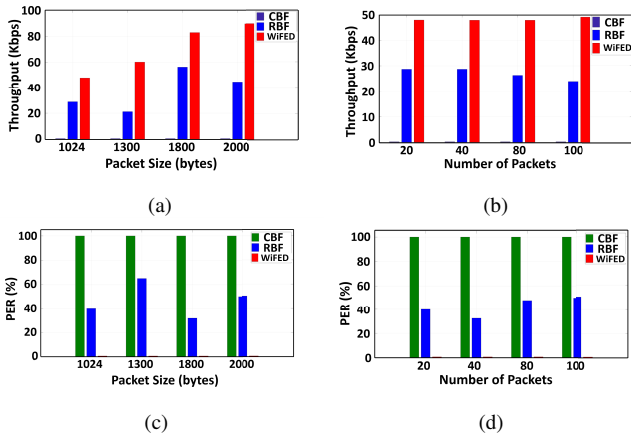 Throughput (Kbps)
100
80
60
40
20
0
CBF
RBF
WiFED
1024 1300 1800 2000
Packet Size (bytes)
(a)
Throughput (Kbps)
50
40
30
20
10
0
CBF
RBF
WiFED
20 40 80 100
Number of Packets
(b)
PER (%)
100
80
60
40
20
0
CBF
RBF
WiFED
1024 1300 1800 2000
Packet Size (bytes)
(c)
PER (%)
100
80
60
40
20
0
CBF
RBF
WiFED
20 40 80 100
Number of Packets
(d)